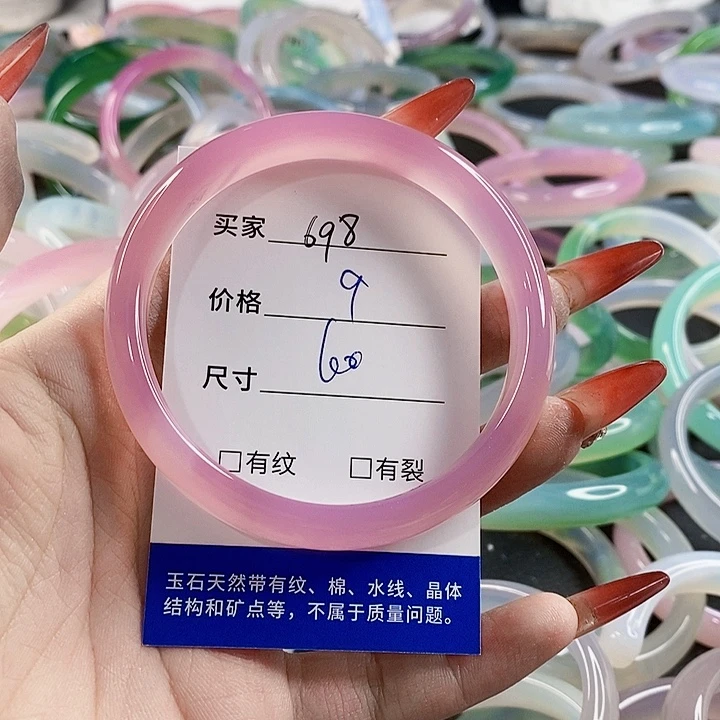 买家 698
价格 9
尺寸 60
□有纹 □有裂
玉石天然带有纹、棉、水线、晶体
结构和矿点等，不属于质量问题。